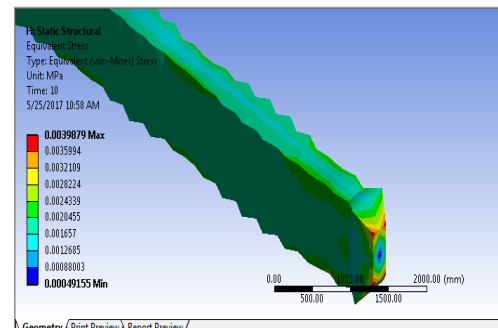 H: Static Structural
Equivalent Stress
Type: Equivalent (von-Mises) Stress
Unit: MPa
Time: 10
5/25/2017 10:58 AM
0.0039879 Max
0.0035994
0.0032109
0.0028224
0.0024339
0.0020455
0.001657
0.0012685
0.00088003
0.00049155 Min
0.00 1000.00 2000.00 (mm)
500.00 1500.00
Geometry Print Preview Report Preview